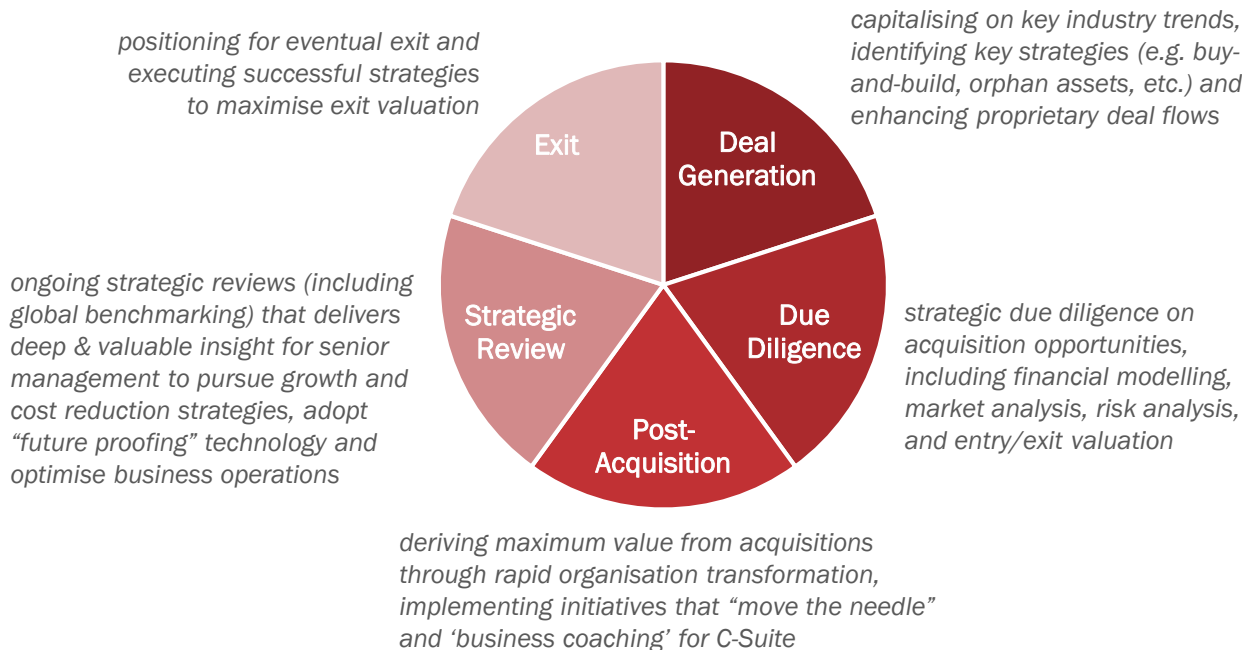 capitalising on key industry trends,
identifying key strategies (e.g. buy-
and-build, orphan assets, etc.) and
enhancing proprietary deal flows
positioning for eventual exit and
executing successful strategies
to maximise exit valuation
Exit
Deal
Generation
ongoing strategic reviews (including
global benchmarking) that delivers
deep & valuable insight for senior
management to pursue growth and
cost reduction strategies, adopt
“future proofing” technology and
optimise business operations
Strategic
Review
Due
Diligence
strategic due diligence on
acquisition opportunities,
including financial modelling,
market analysis, risk analysis,
and entry/exit valuation
Post-
Acquisition
deriving maximum value from acquisitions
through rapid organisation transformation,
implementing initiatives that “move the needle”
and ‘business coaching’ for C-Suite